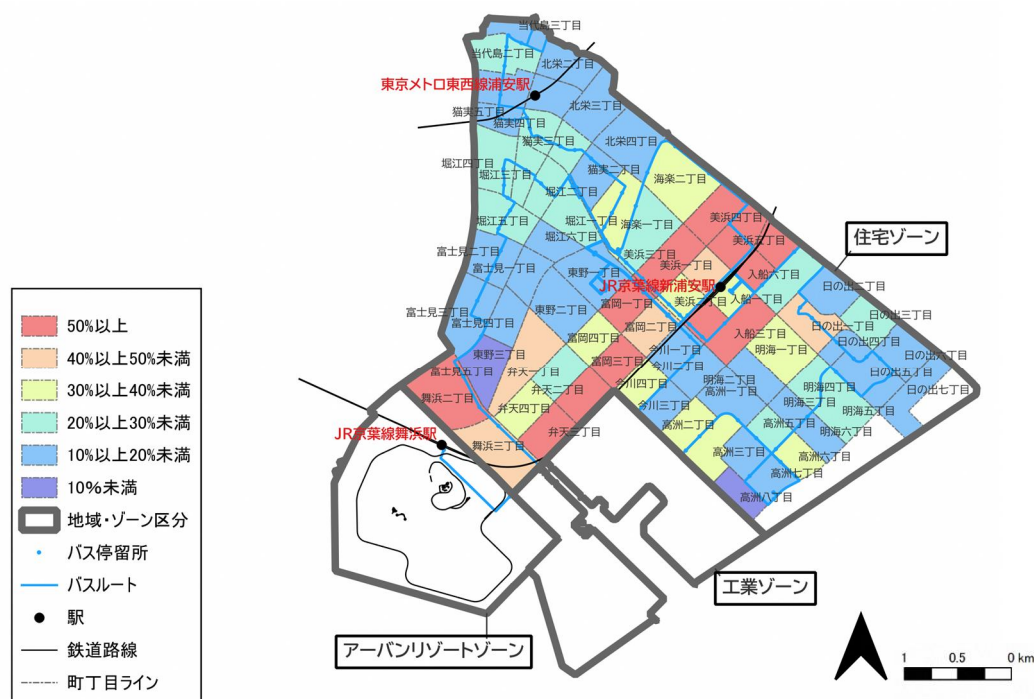 当代島三丁目
当代島二丁目
北栄二丁目
東京メトロ東西線浦安駅
北栄三丁目
猫実五丁目
猫実四丁目
猫実三丁目
北栄四丁目
堀江四丁目
堀江三丁目
猫実二丁目
海楽二丁目
堀江二丁目
堀江五丁目
堀江一丁目
海楽一丁目
美浜四丁目
堀江六丁目
美浜五丁目
住宅ゾーン
富士見二丁目
美浜三丁目
富士見一丁目
東野一丁目
美浜一丁目
入船六丁目
日の出二丁目
JR京葉線新浦安駅
美浜二丁目
入船一丁目
富士見三丁目
東野二丁目
富岡一丁目
日の出三丁目
富士見四丁目
富岡二丁目
入船三丁目
日の出一丁目
富岡四丁目
今川一丁目
明海一丁目
日の出四丁目
東野三丁目
富岡三丁目
今川二丁目
日の出六丁目
富士見五丁目
弁天一丁目
今川四丁目
明海二丁目
日の出五丁目
舞浜二丁目
弁天二丁目
高洲一丁目
明海四丁目
日の出七丁目
弁天四丁目
今川三丁目
明海三丁目
明海五丁目
JR京葉線舞浜駅
弁天三丁目
高洲二丁目
高洲五丁目
明海六丁目
舞浜三丁目
高洲三丁目
高洲六丁目
高洲七丁目
高洲八丁目
工業ゾーン
アーバンリゾートゾーン
50%以上
40%以上50%未満
30%以上40%未満
20%以上30%未満
10%以上20%未満
10%未満
地域・ゾーン区分
バス停留所
バスルート
駅
鉄道路線
町丁目ライン
1 0.5 0 km